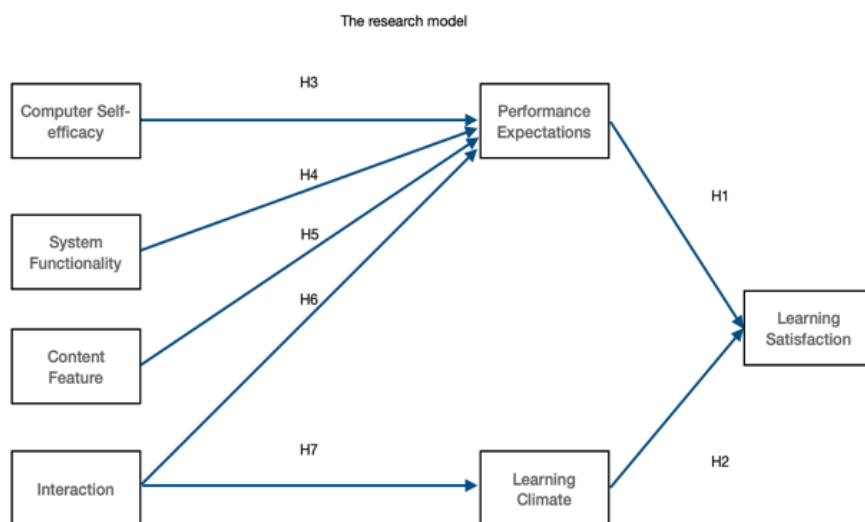 The research model
H3
Computer Self-
efficacy
Performance
Expectations
H4
H1
System
Functionality
H5
H6
Learning
Satisfaction
Content
Feature
H7
H2
Interaction
Learning
Climate